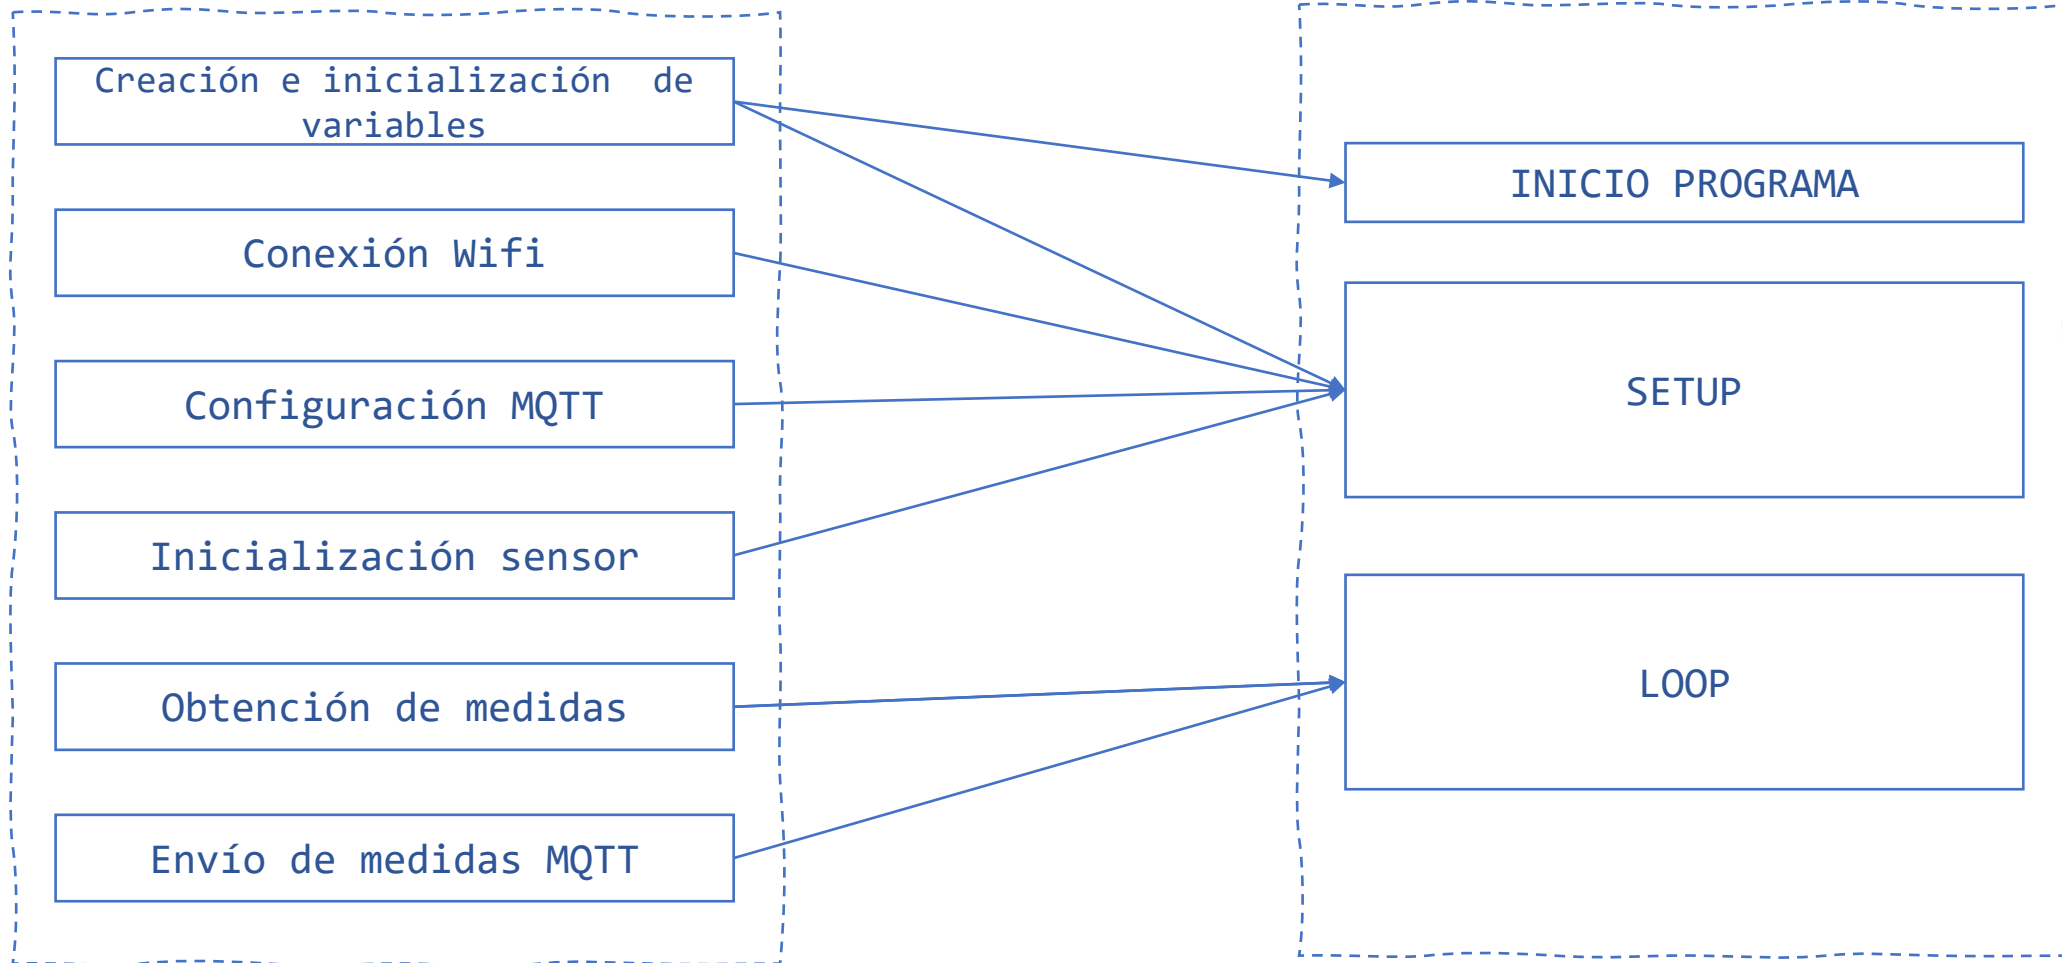 Creación e inicialización de
variables
Conexión Wifi
Configuración MQTT
Inicialización sensor
Obtención de medidas
Envío de medidas MQTT
INICIO PROGRAMA
SETUP
LOOP